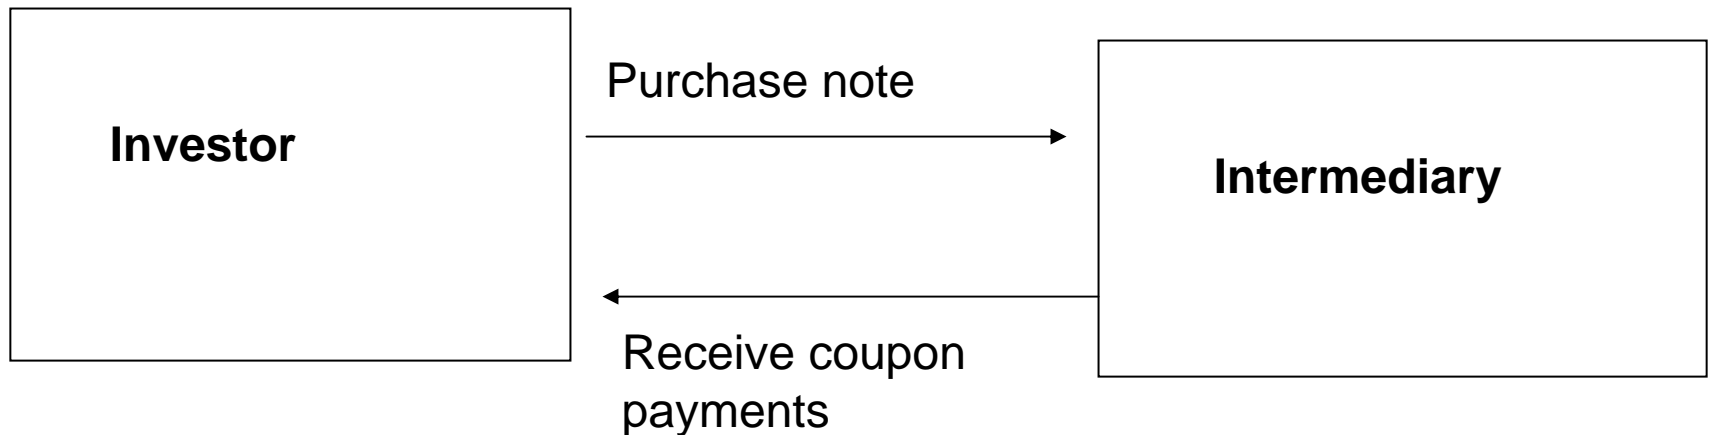 Investor
Purchase note
Intermediary
Receive coupon
payments